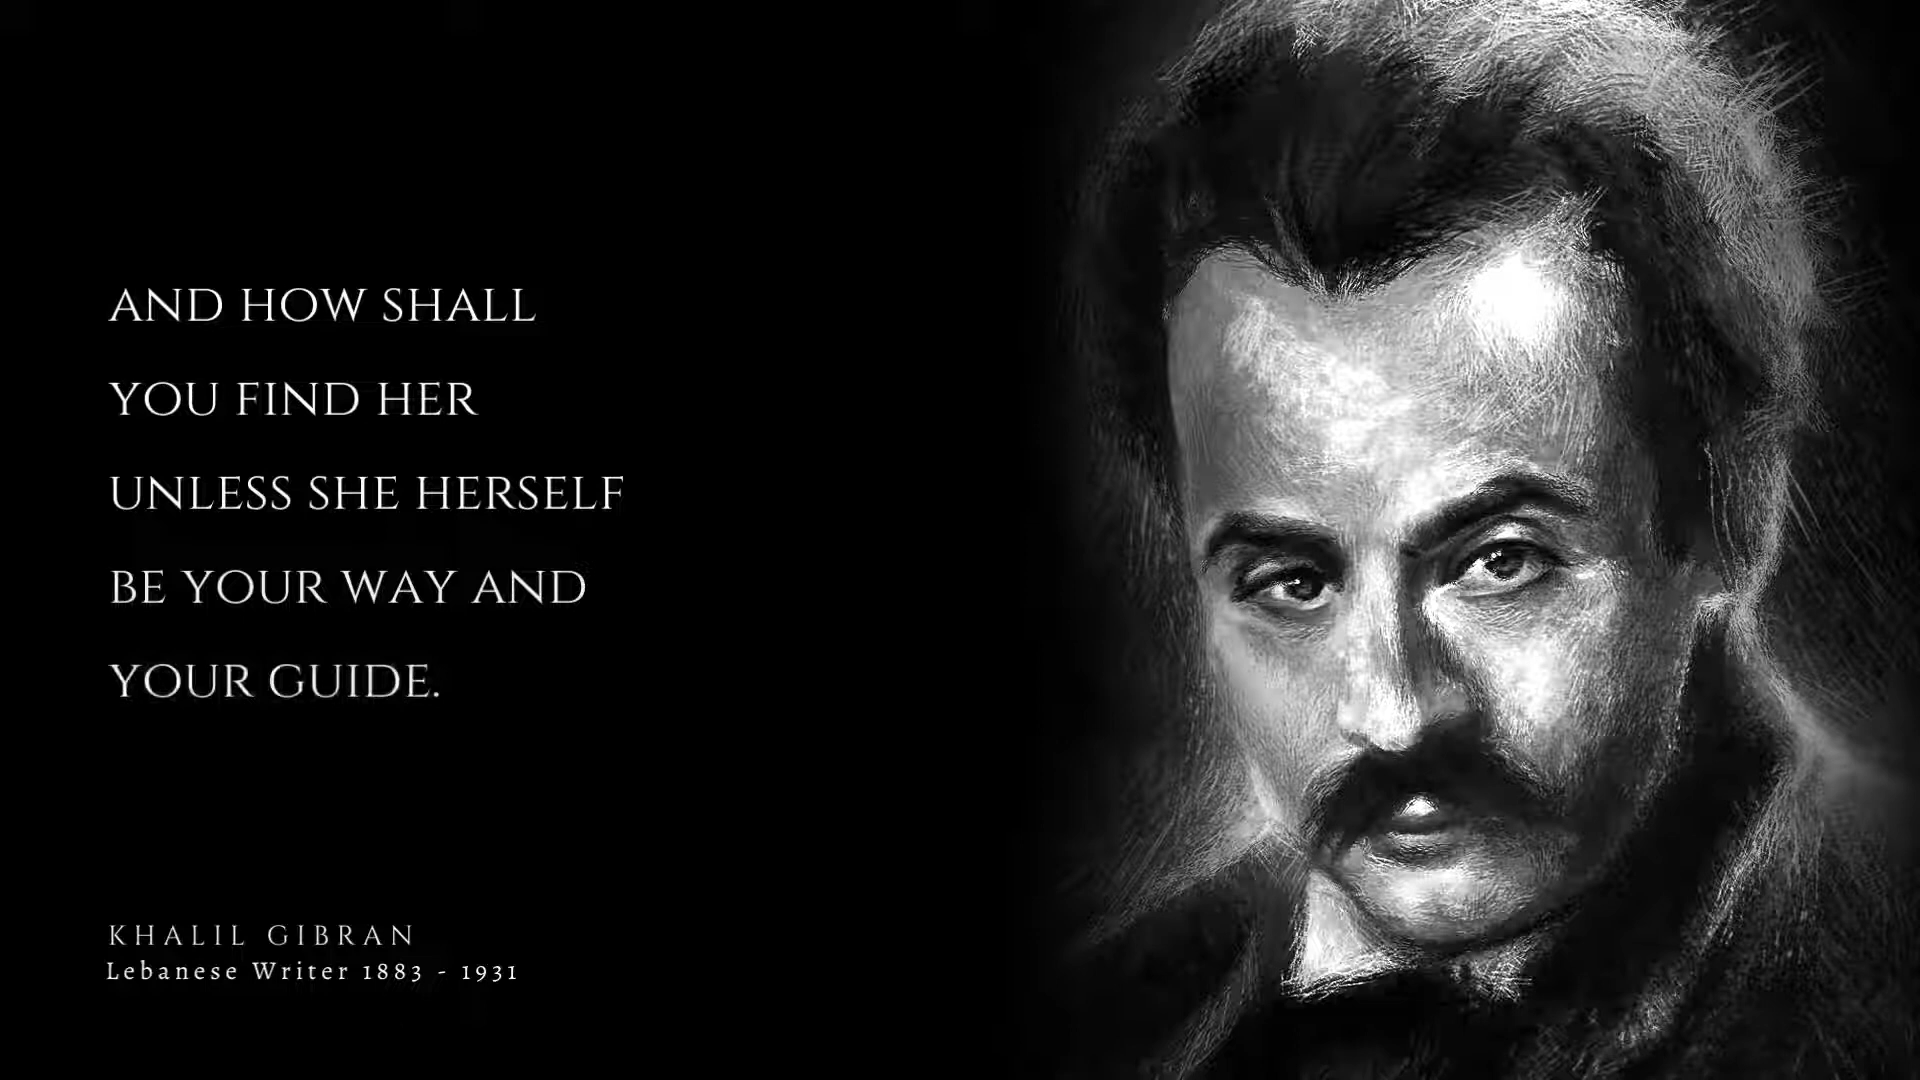 AND HOW SHALL
YOU FIND HER
UNLESS SHE HERSELF
BE YOUR WAY AND
YOUR GUIDE.
KHALIL GIBRAN
Lebanese Writer 1883 - 1931